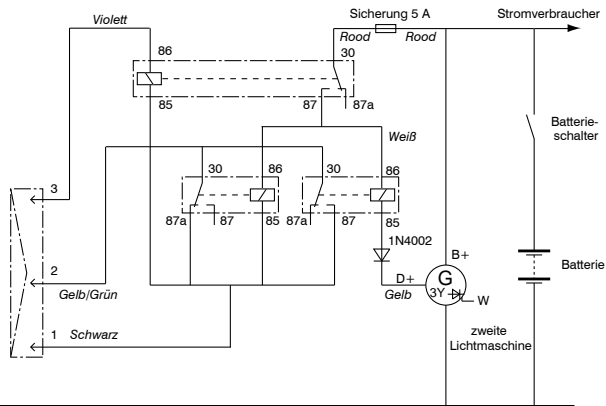 Violett
Sicherung 5 A
Stromverbraucher
Rood
Rood
86
30
85
87
87a
Weiß
30
86
30
86
87a
87
85
87a
87
85
Batterie-
schalter
3
1N4002
B+
Batterie
2
D+
G
3Y
W
Gelb/Grün
Gelb
zweite
Lichtmaschine
1
Schwarz